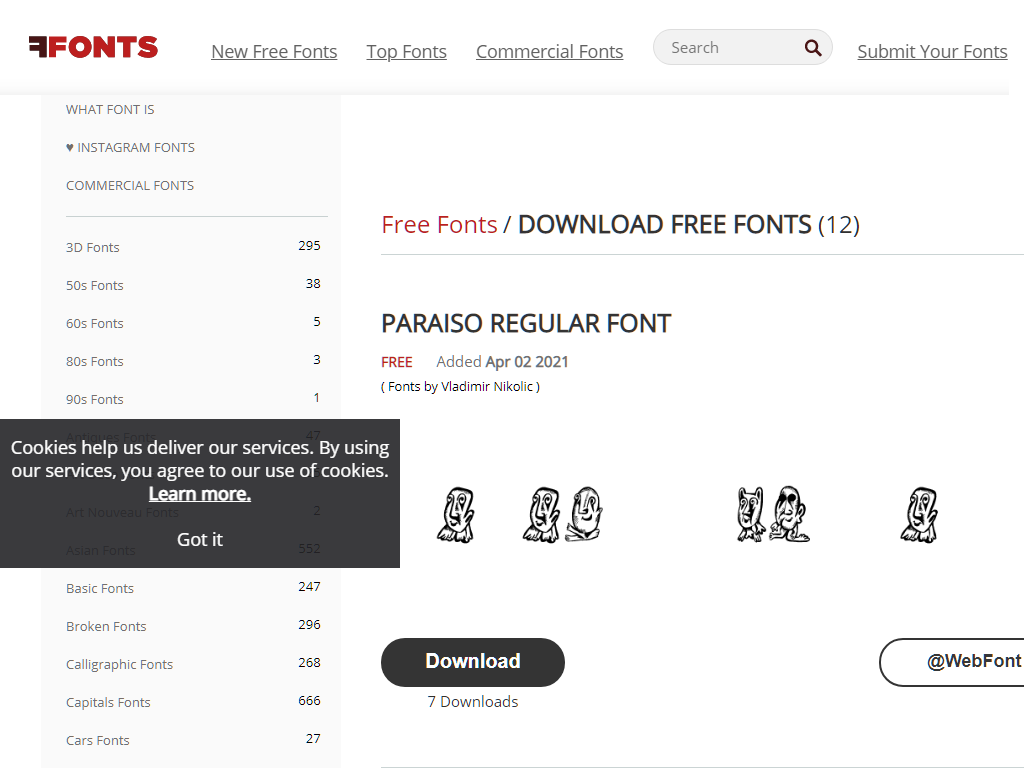 FFONTS
New Free Fonts
Top Fonts
Commercial Fonts
Search
Submit Your Fonts
WHAT FONT IS
♥ INSTAGRAM FONTS
COMMERCIAL FONTS
3D Fonts 295
50s Fonts 38
60s Fonts 5
80s Fonts 3
90s Fonts 1
Antiques Fonts 47
Art Nouveau Fonts 2
Asian Fonts 552
Basic Fonts 247
Broken Fonts 296
Calligraphic Fonts 268
Capitals Fonts 666
Cars Fonts 27
Cookies help us deliver our services. By using
our services, you agree to our use of cookies.
Learn more.
Got it
Free Fonts / DOWNLOAD FREE FONTS (12)
PARAISO REGULAR FONT
FREE Added Apr 02 2021
( Fonts by Vladimir Nikolic )
Download
7 Downloads
@WebFont